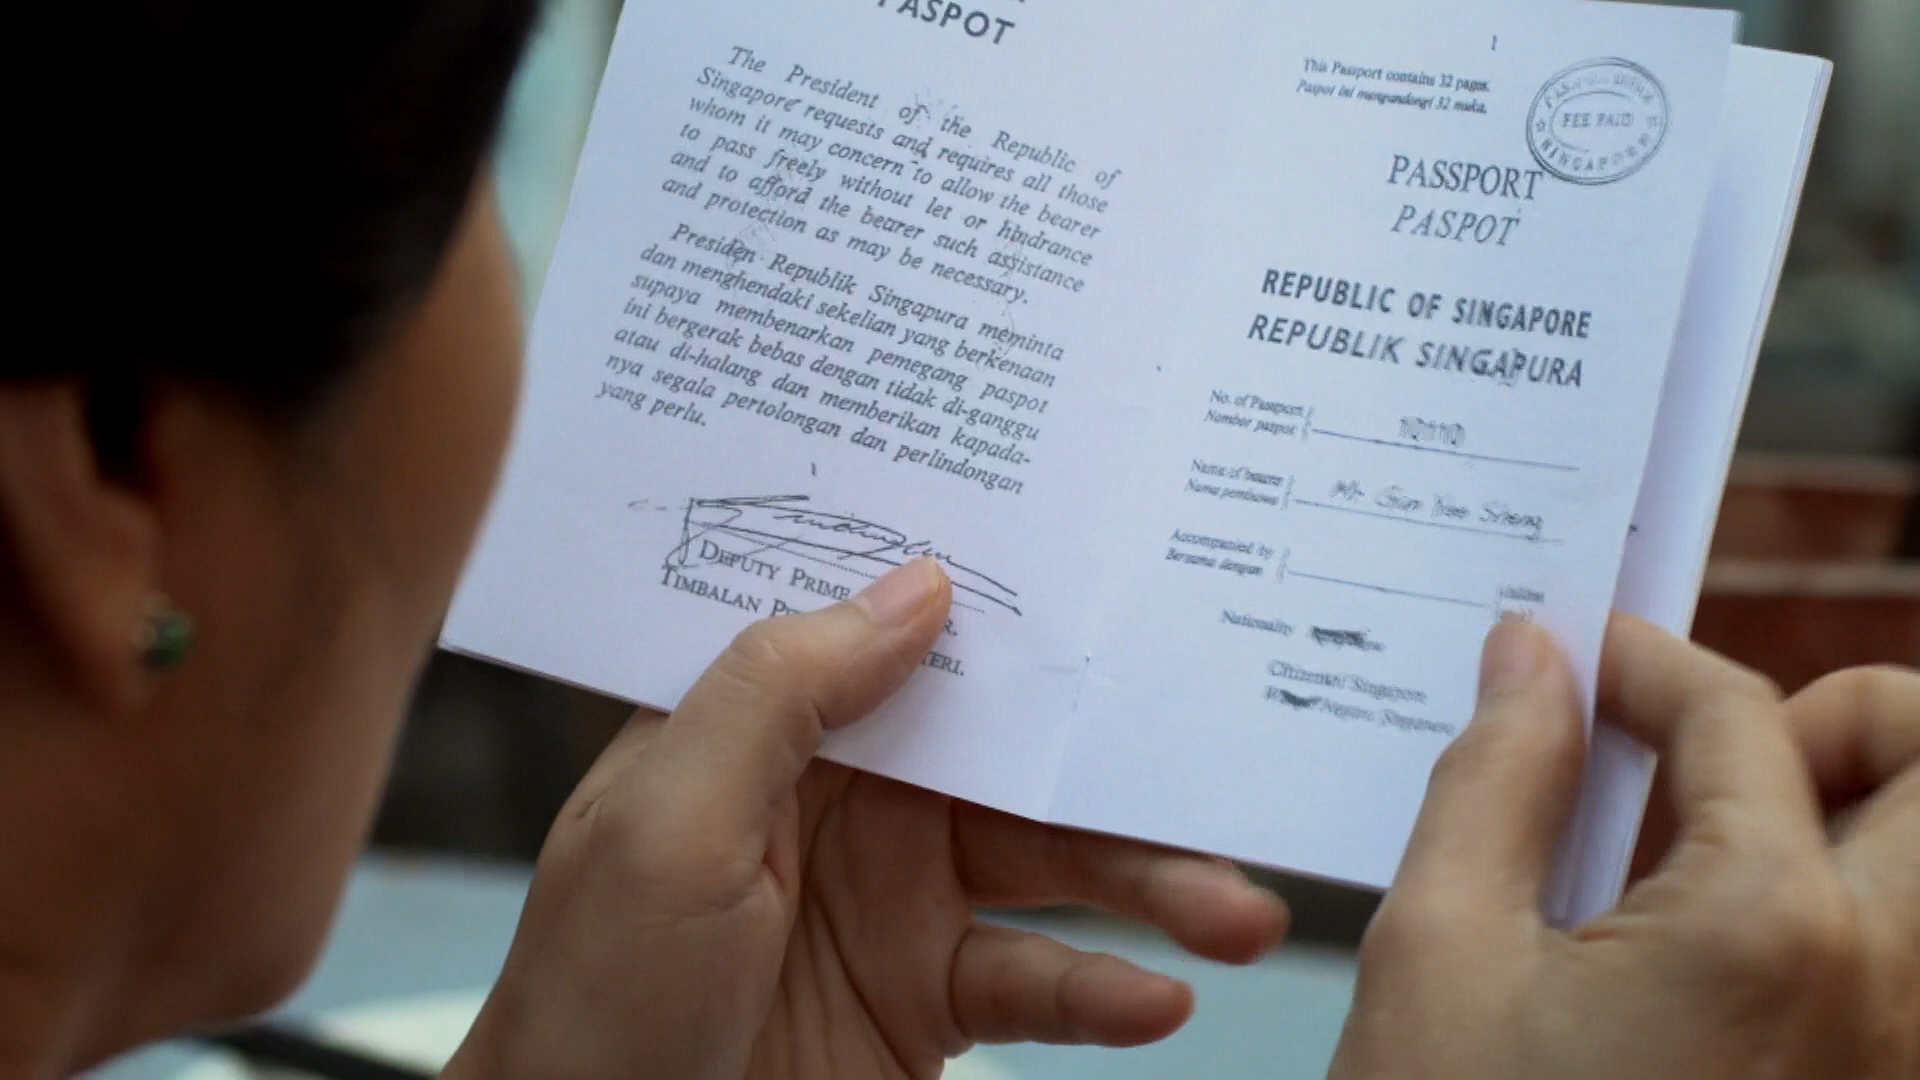 PASPOT
The President of the Republic of
Singapore requests and requires all those
whom it may concern to allow the bearer
to pass freely without let or hindrance
and to afford the bearer such assistance
and protection as may be necessary.
Presiden Republik Singapura meminta
dan menghendaki sekelian yang berkenaan
supaya membenarkan pemegang paspot
ini bergerak bebas dengan tidak di-ganggu
atau di-halang dan memberikan kapada-
nya segala pertolongan dan perlindongan
yang perlu.
DEPUTY PRIME R.
TIMBALAN TERI.
1
This Passport contains 32 pages.
Paspot ini mengandongi 32 muka.
FEE PAID
SINGAPORE
PASSPORT
PASPOT
REPUBLIC OF SINGAPORE
REPUBLIK SINGAPURA
No. of Passport
Nombor paspot
Name of bearer
Nama pembawa
Accompanied by
Bersama dengan
Nationality
Citizen of Singapore
Negara Singapura